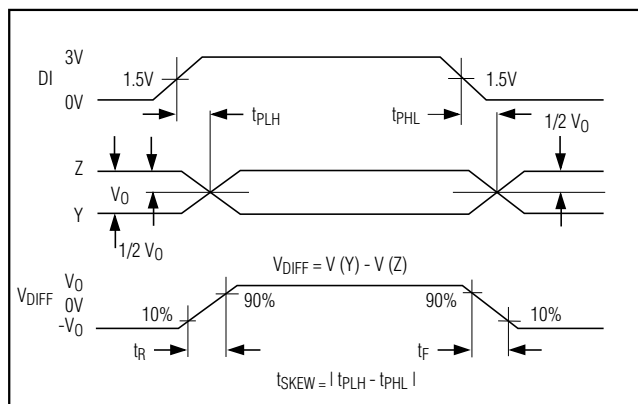 3V
DI
1.5V
1.5V
0V
tPLH
tPHL
1/2 VO
Z
VO
Y
1/2 VO
VDIFF = V (Y) - V (Z)
VO
VDIFF
0V
-VO
10%
90%
90%
10%
tR
tF
tSKEW = | tPLH - tPHL |